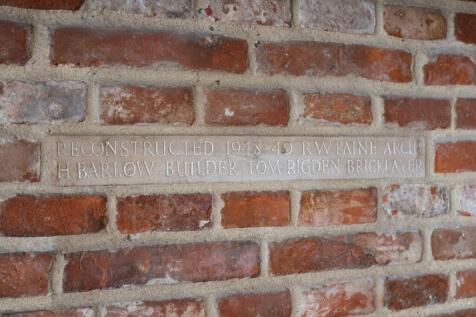 RECONSTRUCTED 1948-49 R W PAINE ARCH
H. BARLOW BUILDER TOM RIGDEN BRICKLAYER